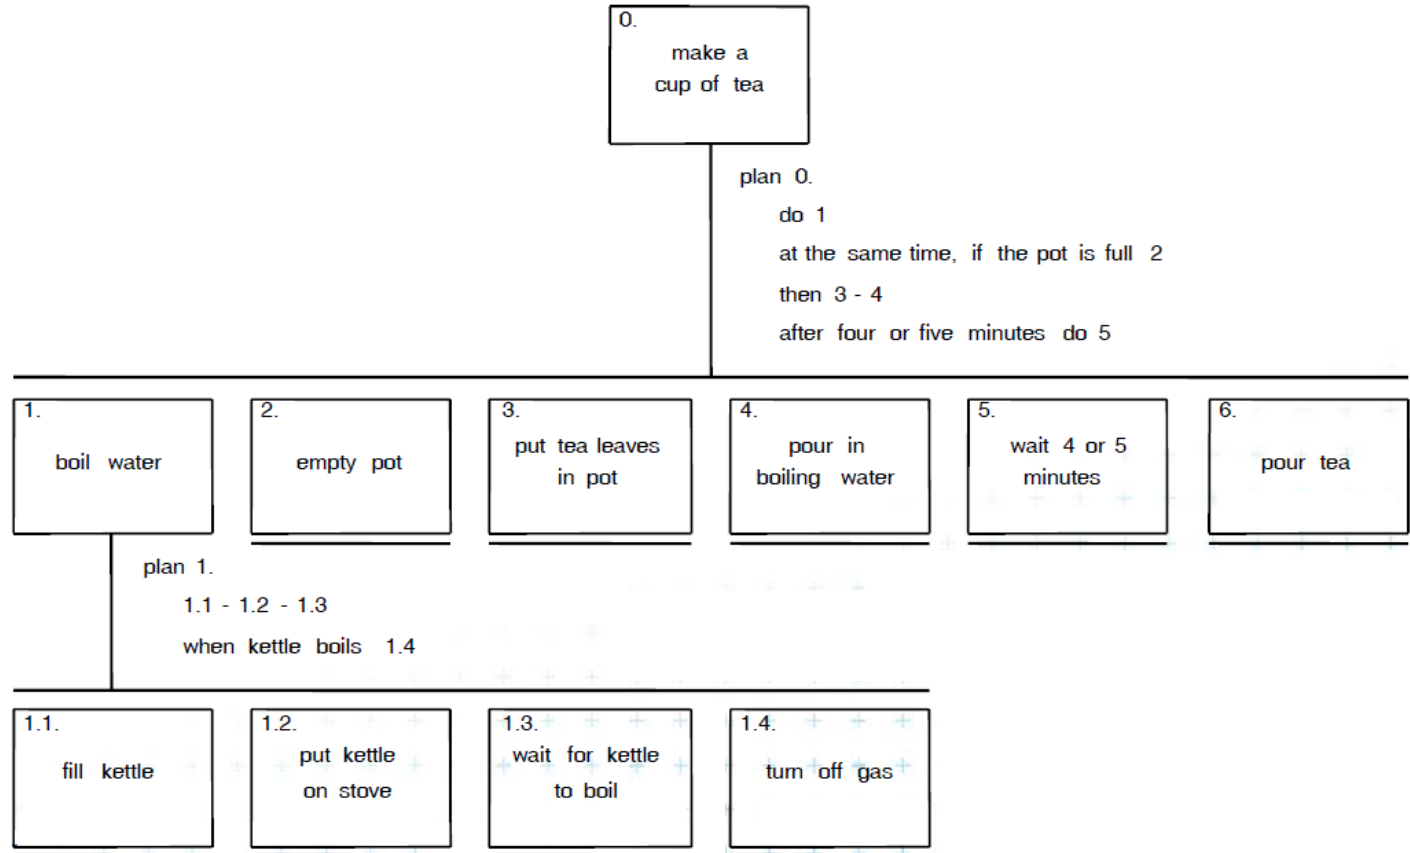 0.
make a
cup of tea
plan 0.
do 1
at the same time, if the pot is full 2
then 3 - 4
after four or five minutes do 5
1.
boil water
2.
empty pot
3.
put tea leaves
in pot
4.
pour in
boiling water
5.
wait 4 or 5
minutes
6.
pour tea
plan 1.
1.1 - 1.2 - 1.3
when kettle boils 1.4
1.1.
fill kettle
1.2.
put kettle
on stove
1.3.
wait for kettle
to boil
1.4.
turn off gas